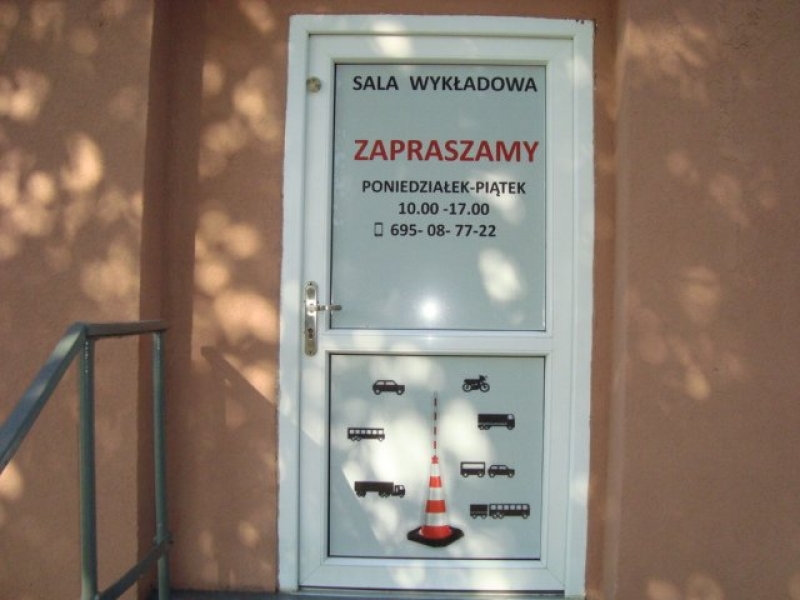 SALA WYKŁADOWA
ZAPRASZAMY
PONIEDZIAŁEK-PIĄTEK
10.00 -17.00
695- 08- 77-22